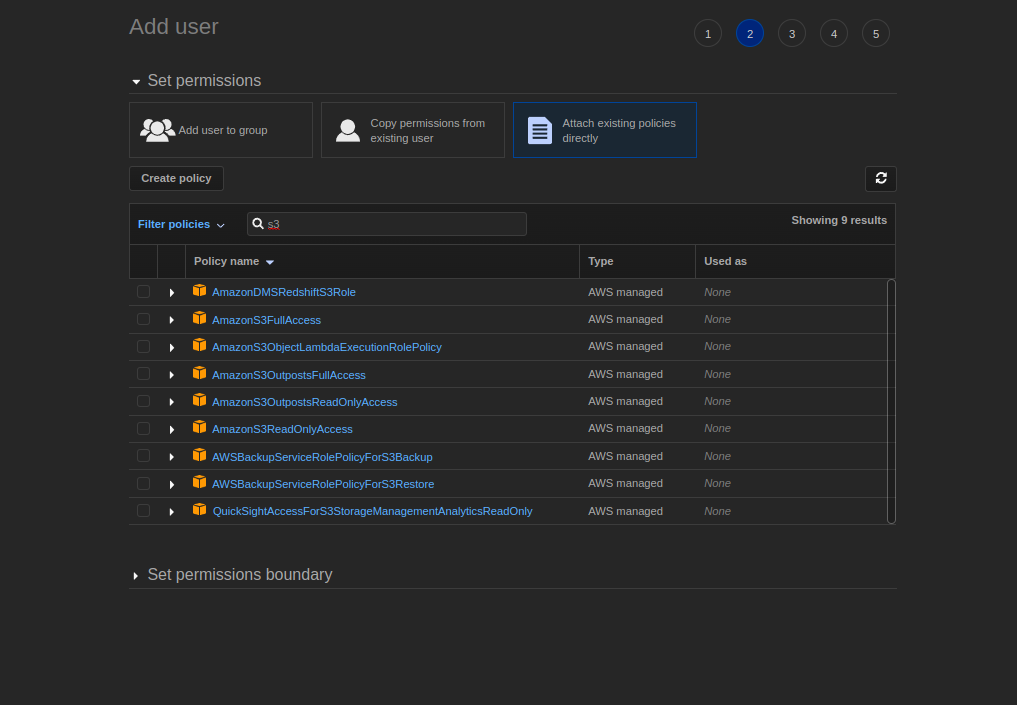 Add user
1 2 3 4 5
Set permissions
Add user to group
Copy permissions from
existing user
Attach existing policies
directly
Create policy
Filter policies s3 Showing 9 results
Policy name Type Used as
AmazonDMSRedshiftS3Role AWS managed None
AmazonS3FullAccess AWS managed None
AmazonS3ObjectLambdaExecutionRolePolicy AWS managed None
AmazonS3OutpostsFullAccess AWS managed None
AmazonS3OutpostsReadOnlyAccess AWS managed None
AmazonS3ReadOnlyAccess AWS managed None
AWSBackupServiceRolePolicyForS3Backup AWS managed None
AWSBackupServiceRolePolicyForS3Restore AWS managed None
QuickSightAccessForS3StorageManagementAnalyticsReadOnly AWS managed None
Set permissions boundary